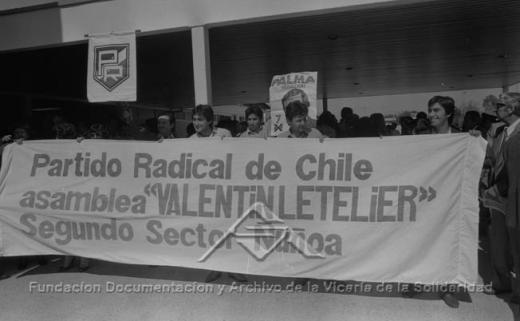 PR
PALMA
Partido Radical de Chile
asamblea "VALENTiN LETELiER"
Segundo Sector Ñuñoa
Fundacion Documentacion y Archivo de la Vicaria de la Solidaridad